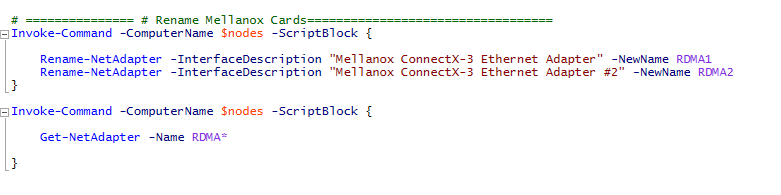 # =============== # Rename Mellanox Cards==================================
Invoke-Command -ComputerName $nodes -ScriptBlock {
Rename-NetAdapter -InterfaceDescription "Mellanox ConnectX-3 Ethernet Adapter" -NewName RDMA1
Rename-NetAdapter -InterfaceDescription "Mellanox ConnectX-3 Ethernet Adapter #2" -NewName RDMA2
}
Invoke-Command -ComputerName $nodes -ScriptBlock {
Get-NetAdapter -Name RDMA*
}